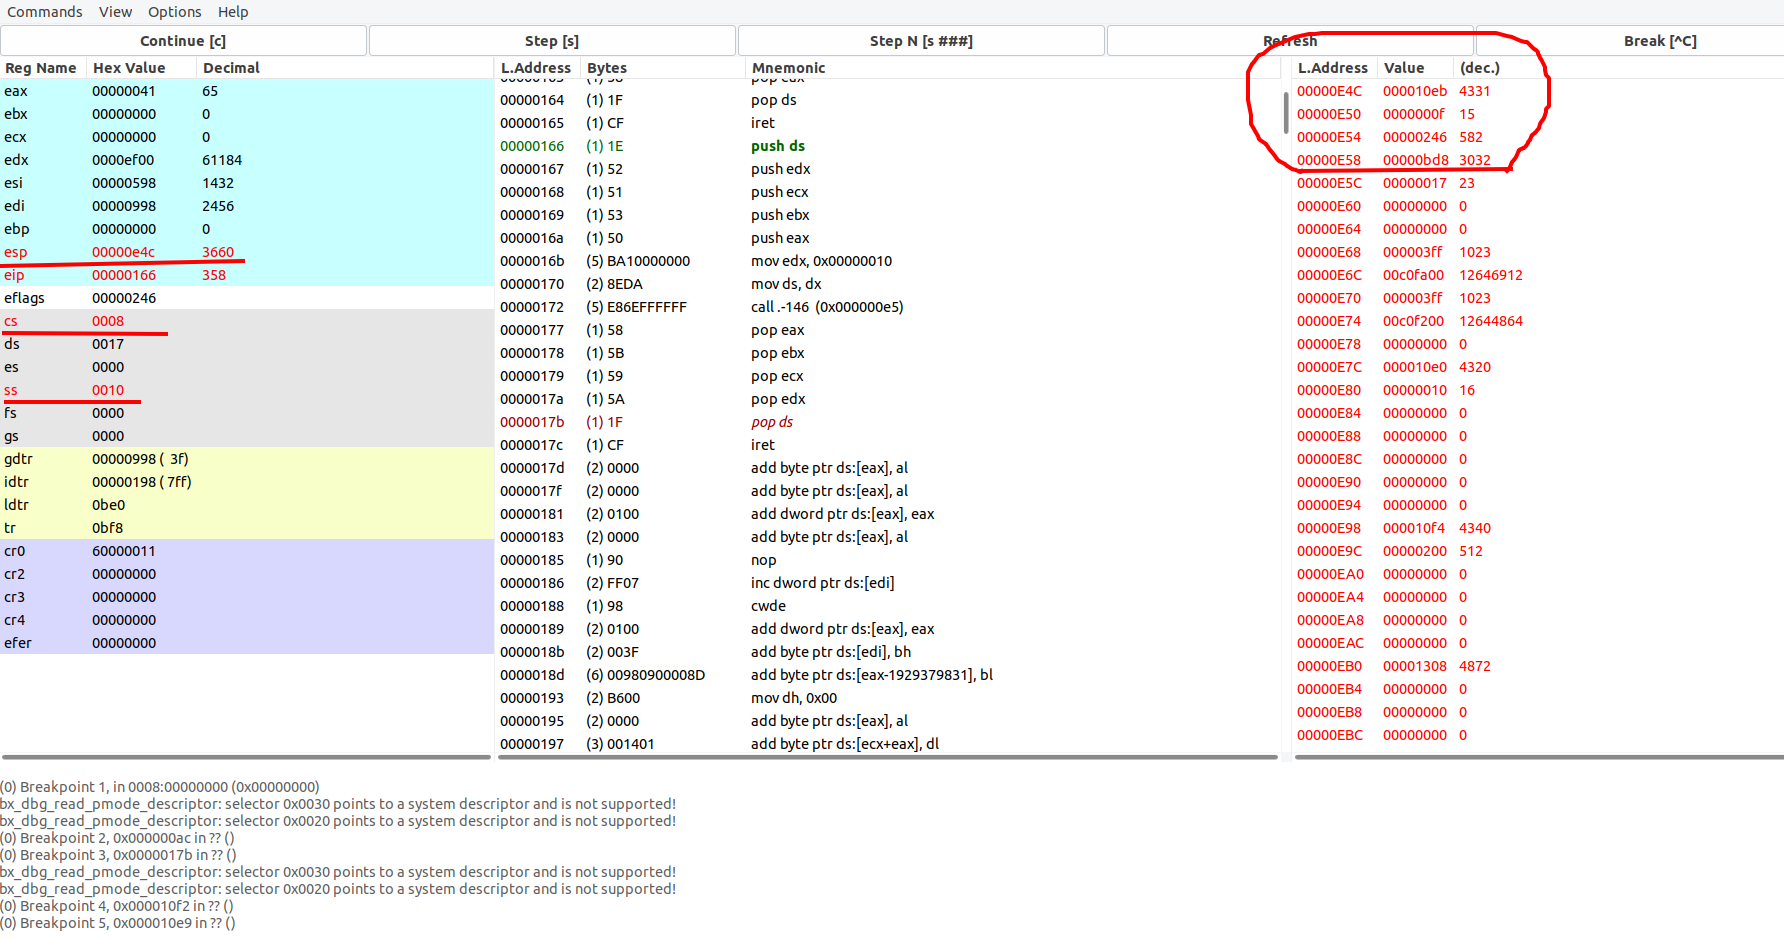 Commands View Options Help
Continue [c] Step [s] Step N [s ###] Refresh Break [^C]
Reg Name Hex Value Decimal
eax 00000041 65
ebx 00000000 0
ecx 00000000 0
edx 0000ef00 61184
esi 00000598 1432
edi 00000998 2456
ebp 00000000 0
esp 00000e4c 3660
eip 00000166 358
eflags 00000246
cs 0008
ds 0017
es 0000
ss 0010
fs 0000
gs 0000
gdtr 00000998 ( 3f)
idtr 00000198 ( 7ff)
ldtr 0be0
tr 0bf8
cr0 60000011
cr2 00000000
cr3 00000000
cr4 00000000
efer 00000000
L.Address Bytes Mnemonic
00000164 (1) 1F pop ds
00000165 (1) CF iret
00000166 (1) 1E push ds
00000167 (1) 52 push edx
00000168 (1) 51 push ecx
00000169 (1) 53 push ebx
0000016a (1) 50 push eax
0000016b (5) BA10000000 mov edx, 0x00000010
00000170 (2) 8EDA mov ds, dx
00000172 (5) E86EFFFFFF call .-146 (0x000000e5)
00000177 (1) 58 pop eax
00000178 (1) 5B pop ebx
00000179 (1) 59 pop ecx
0000017a (1) 5A pop edx
0000017b (1) 1F pop ds
0000017c (1) CF iret
0000017d (2) 0000 add byte ptr ds:[eax], al
0000017f (2) 0000 add byte ptr ds:[eax], al
00000181 (2) 0100 add dword ptr ds:[eax], eax
00000183 (2) 0000 add byte ptr ds:[eax], al
00000185 (1) 90 nop
00000186 (2) FF07 inc dword ptr ds:[edi]
00000188 (1) 98 cwde
00000189 (2) 0100 add dword ptr ds:[eax], eax
0000018b (2) 003F add byte ptr ds:[edi], bh
0000018d (6) 00980900008D add byte ptr ds:[eax-1929379831], bl
00000193 (2) B600 mov dh, 0x00
00000195 (2) 0000 add byte ptr ds:[eax], al
00000197 (3) 001401 add byte ptr ds:[ecx+eax], dl
L.Address Value (dec.)
00000E4C 000010eb 4331
00000E50 0000000f 15
00000E54 00000246 582
00000E58 00000bd8 3032
00000E5C 00000017 23
00000E60 00000000 0
00000E64 00000000 0
00000E68 000003ff 1023
00000E6C 00c0fa00 12646912
00000E70 000003ff 1023
00000E74 00c0f200 12644864
00000E78 00000000 0
00000E7C 000010e0 4320
00000E80 00000010 16
00000E84 00000000 0
00000E88 00000000 0
00000E8C 00000000 0
00000E90 00000000 0
00000E94 00000000 0
00000E98 000010f4 4340
00000E9C 00000200 512
00000EA0 00000000 0
00000EA4 00000000 0
00000EA8 00000000 0
00000EAC 00000000 0
00000EB0 00001308 4872
00000EB4 00000000 0
00000EB8 00000000 0
00000EBC 00000000 0
(0) Breakpoint 1, in 0008:00000000 (0x00000000)
bx_dbg_read_pmode_descriptor: selector 0x0030 points to a system descriptor and is not supported!
bx_dbg_read_pmode_descriptor: selector 0x0020 points to a system descriptor and is not supported!
(0) Breakpoint 2, 0x000000ac in ?? ()
(0) Breakpoint 3, 0x0000017b in ?? ()
bx_dbg_read_pmode_descriptor: selector 0x0030 points to a system descriptor and is not supported!
bx_dbg_read_pmode_descriptor: selector 0x0020 points to a system descriptor and is not supported!
(0) Breakpoint 4, 0x000010f2 in ?? ()
(0) Breakpoint 5, 0x000010e9 in ?? ()